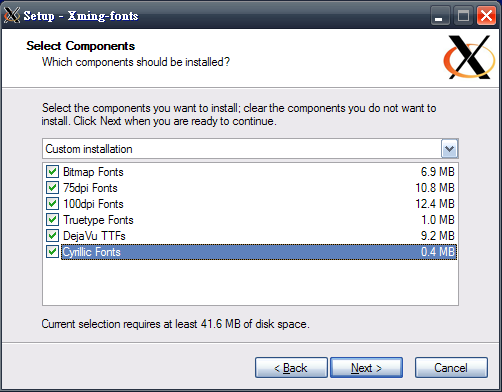 Setup - Xming-fonts
Select Components
Which components should be installed?
Select the components you want to install; clear the components you do not want to
install. Click Next when you are ready to continue.
Custom installation
Bitmap Fonts 6.9 MB
75dpi Fonts 10.8 MB
100dpi Fonts 12.4 MB
Truetype Fonts 1.0 MB
DejaVu TTFs 9.2 MB
Cyrillic Fonts 0.4 MB
Current selection requires at least 41.6 MB of disk space.
< Back Next > Cancel